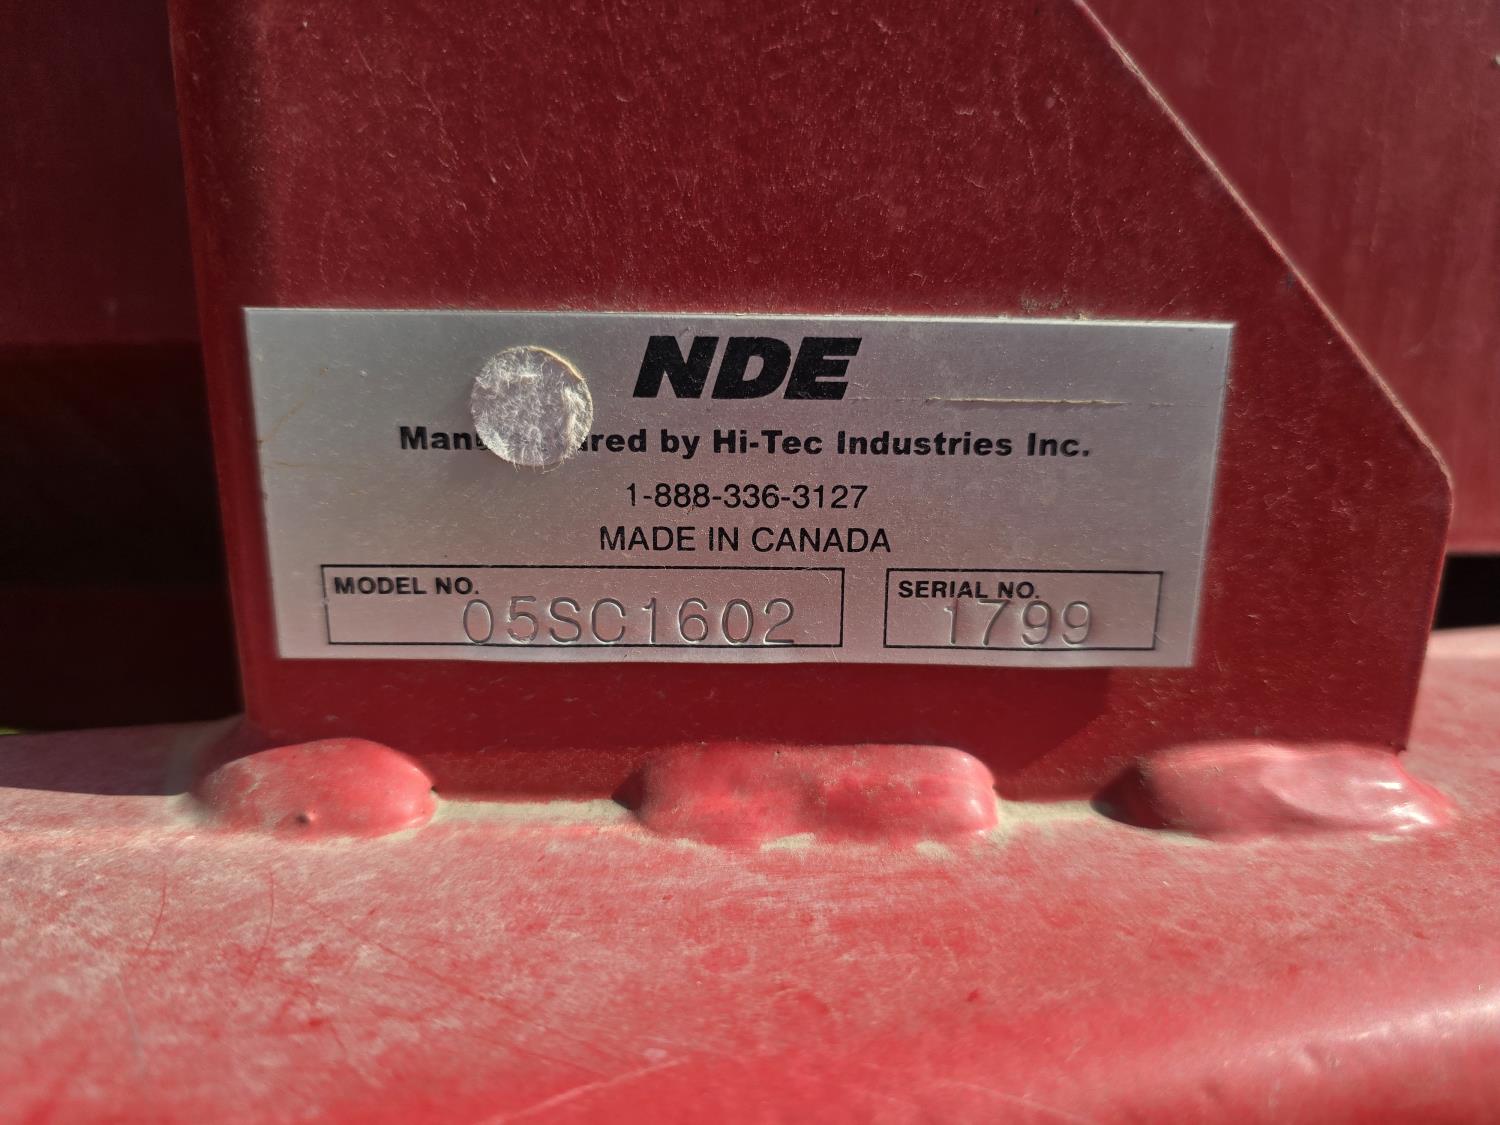 NDE
by Hi-Tec Industries Inc.
1-888-336-3127
MADE IN CANADA
MODEL NO.
05SC1602
SERIAL NO.
1799